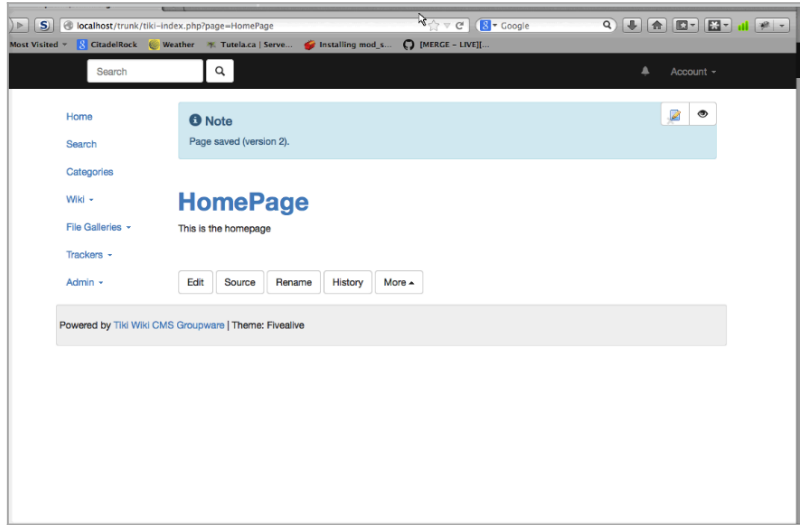 localhost/trunk/tiki-index.php?page=HomePage
Google
Most Visited
CitadelRock
Weather
Tutela.ca | Serve...
Installing mod_s...
[MERGE – LIVE][...
Search
Account
Home
Search
Categories
Wiki
File Galleries
Trackers
Admin
Note
Page saved (version 2).
HomePage
This is the homepage
Edit Source Rename History More
Powered by Tiki Wiki CMS Groupware | Theme: Fivealive